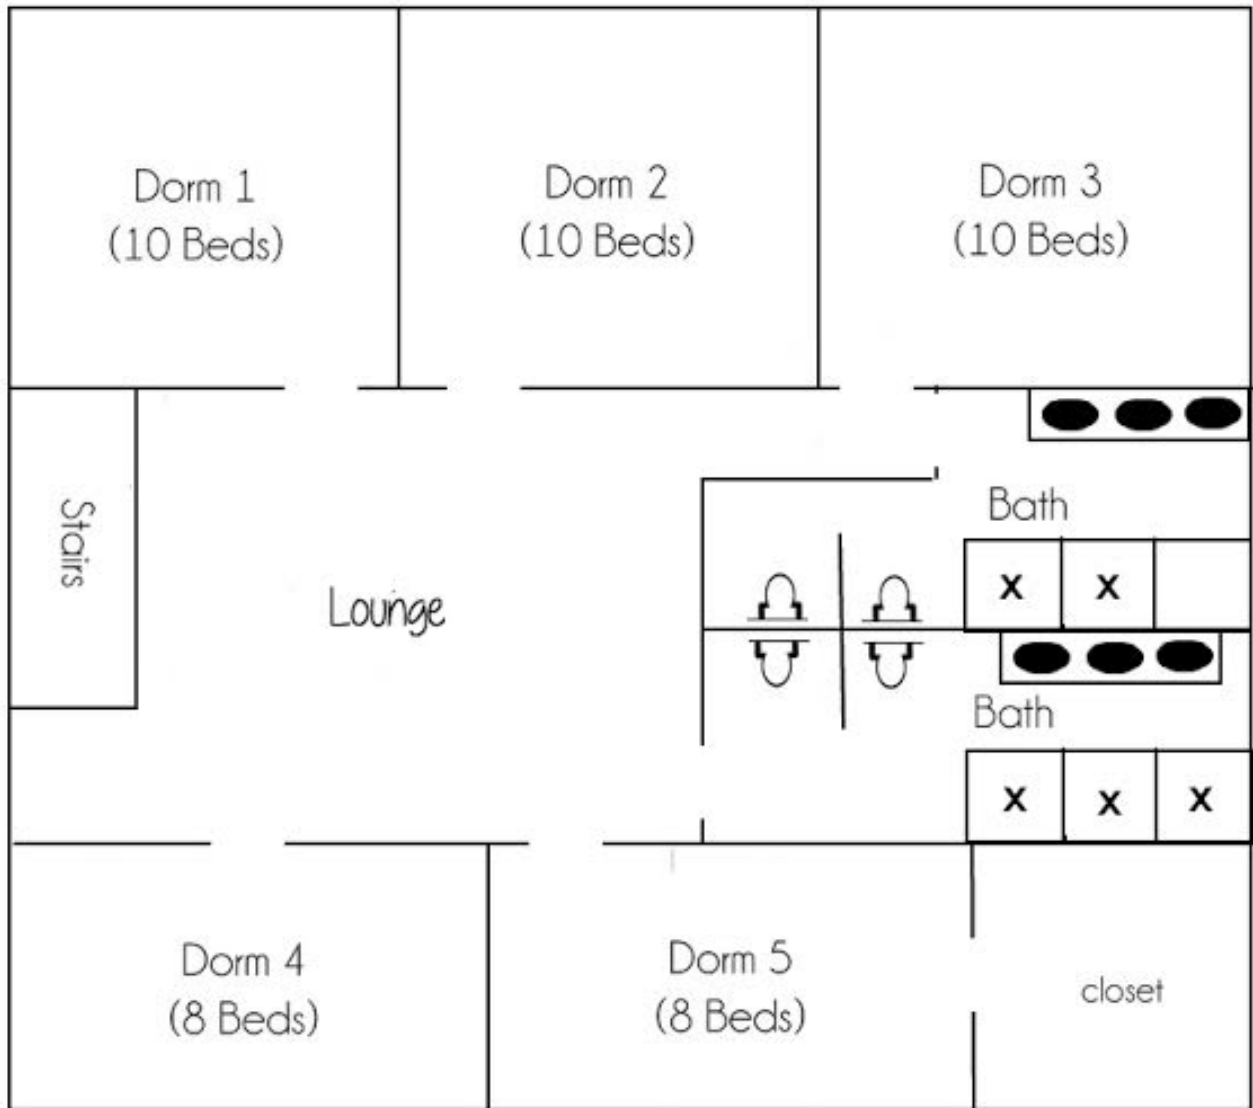 Dorm 1
(10 Beds)
Dorm 2
(10 Beds)
Dorm 3
(10 Beds)
Stairs
Lounge
Bath
X
X
Bath
X
X
X
Dorm 4
(8 Beds)
Dorm 5
(8 Beds)
closet